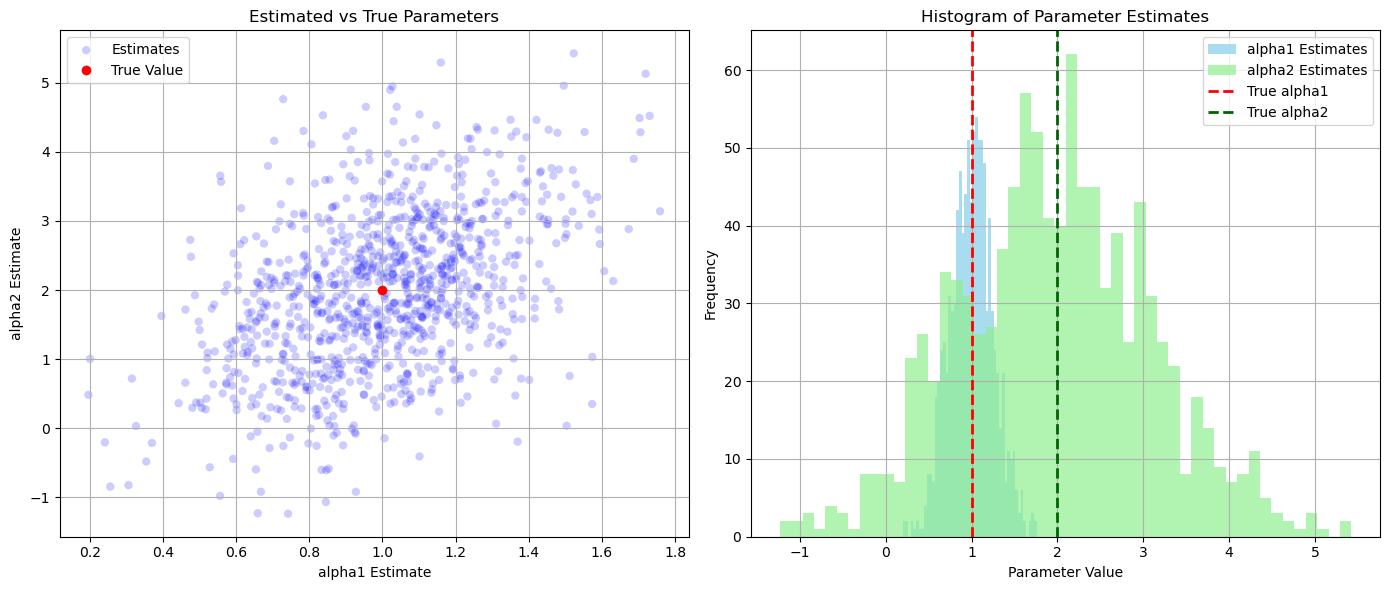 Estimated vs True Parameters
Estimates
True Value
5
4
3
2
1
0
−1
alpha2 Estimate
0.2 0.4 0.6 0.8 1.0 1.2 1.4 1.6 1.8
alpha1 Estimate
Histogram of Parameter Estimates
alpha1 Estimates
alpha2 Estimates
True alpha1
True alpha2
60
50
40
30
20
10
0
Frequency
−1 0 1 2 3 4 5
Parameter Value